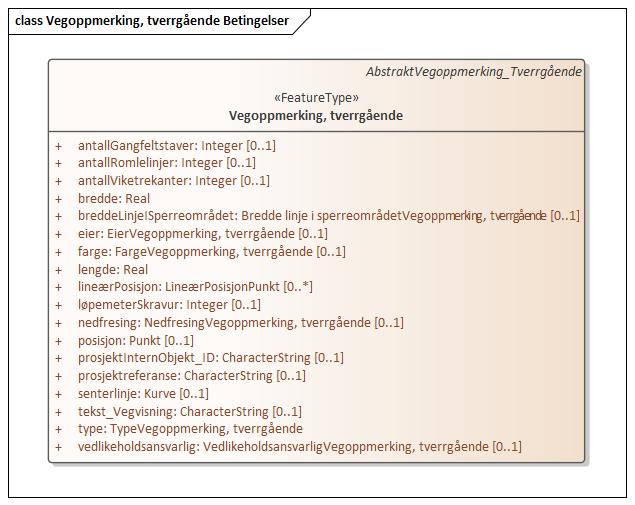 class Vegoppmerking, tverrgående Betingelser
AbstraktVegoppmerking_Tverrgående
«FeatureType»
Vegoppmerking, tverrgående
+ antallGangfeltstaver: Integer [0..1]
+ antallRomlelinjer: Integer [0..1]
+ antallViketrekanter: Integer [0..1]
+ bredde: Real
+ breddeLinjeISperreområdet: Bredde linje i sperreområdetVegoppmerking, tverrgående [0..1]
+ eier: EierVegoppmerking, tverrgående [0..1]
+ farge: FargeVegoppmerking, tverrgående [0..1]
+ lengde: Real
+ lineærPosisjon: LineærPosisjonPunkt [0..*]
+ løpemeterSkravur: Integer [0..1]
+ nedfresing: NedfresingVegoppmerking, tverrgående [0..1]
+ posisjon: Punkt [0..1]
+ prosjektInternObjekt_ID: CharacterString [0..1]
+ prosjektreferanse: CharacterString [0..1]
+ senterlinje: Kurve [0..1]
+ tekst_Vegvisning: CharacterString [0..1]
+ type: TypeVegoppmerking, tverrgående
+ vedlikeholdsansvarlig: VedlikeholdsansvarligVegoppmerking, tverrgående [0..1]